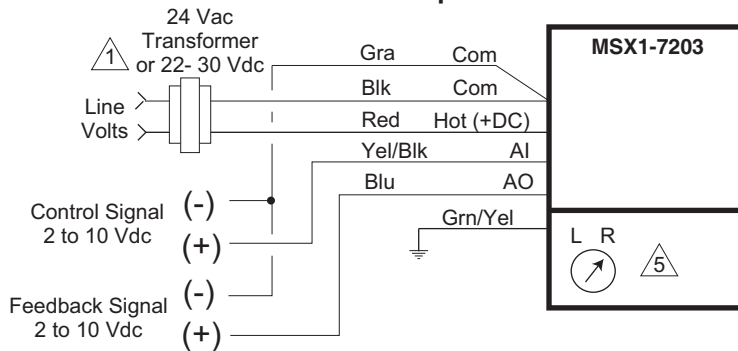 24 Vac
Transformer
or 22- 30 Vdc
1
Line
Volts
Gra Com
Blk Com
Red Hot (+DC)
Yel/Blk AI
Blu AO
Grn/Yel
MSX1-7203
Control Signal
2 to 10 Vdc
(-)
(+)
Feedback Signal
2 to 10 Vdc
(-)
(+)
L R
5